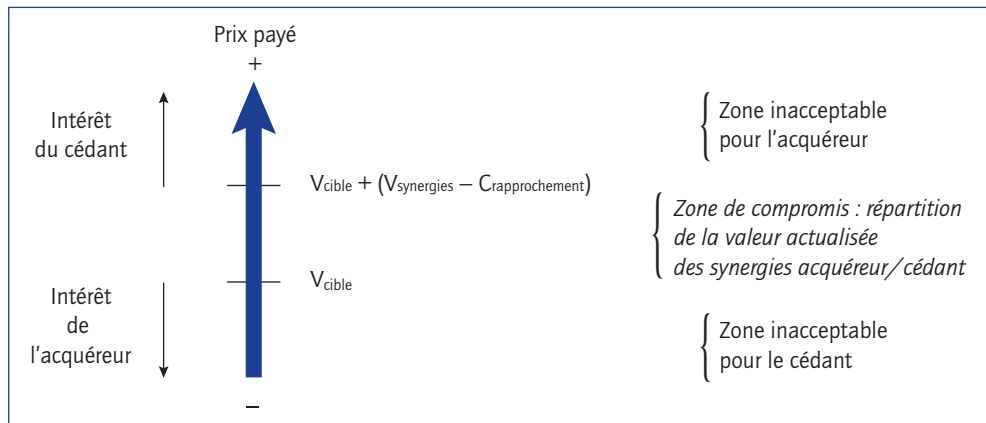 Prix payé
+
Intérêt
du cédant
Zone inacceptable
pour l'acquéreur
Vcible + (Vsynergies – Crapprochement)
Zone de compromis : répartition
de la valeur actualisée
des synergies acquéreur/cédant
Vcible
Intérêt
de
l'acquéreur
Zone inacceptable
pour le cédant
–